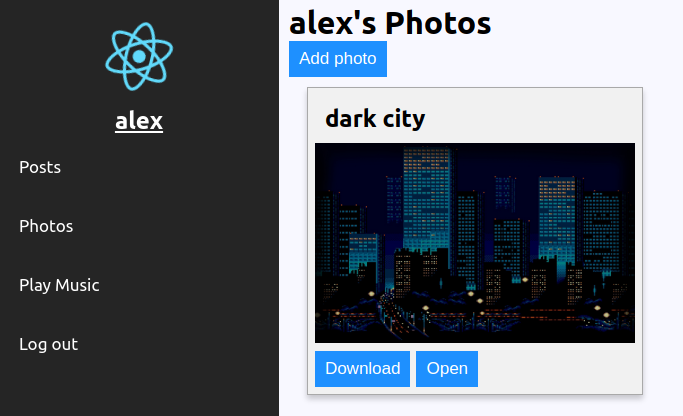 alex
Posts
Photos
Play Music
Log out
alex's Photos
Add photo
dark city
Download Open